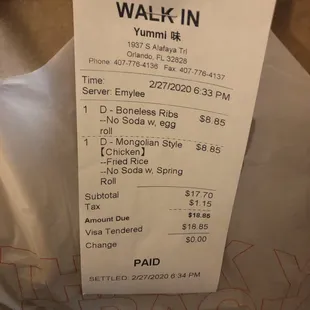 WALK IN
Yummi 味
1937 S Alafaya Trl
Orlando, FL 32828
Phone: 407-776-4136 Fax: 407-776-4137
Time: 2/27/2020 6:33 PM
Server: Emylee
1 D - Boneless Ribs $8.85
--No Soda w, egg
roll
1 D - Mongolian Style $8.85
【Chicken】
--Fried Rice
--No Soda w, Spring
Roll
Subtotal $17.70
Tax $1.15
Amount Due $18.85
Visa Tendered $18.85
Change $0.00
PAID
SETTLED: 2/27/2020 6:34 PM